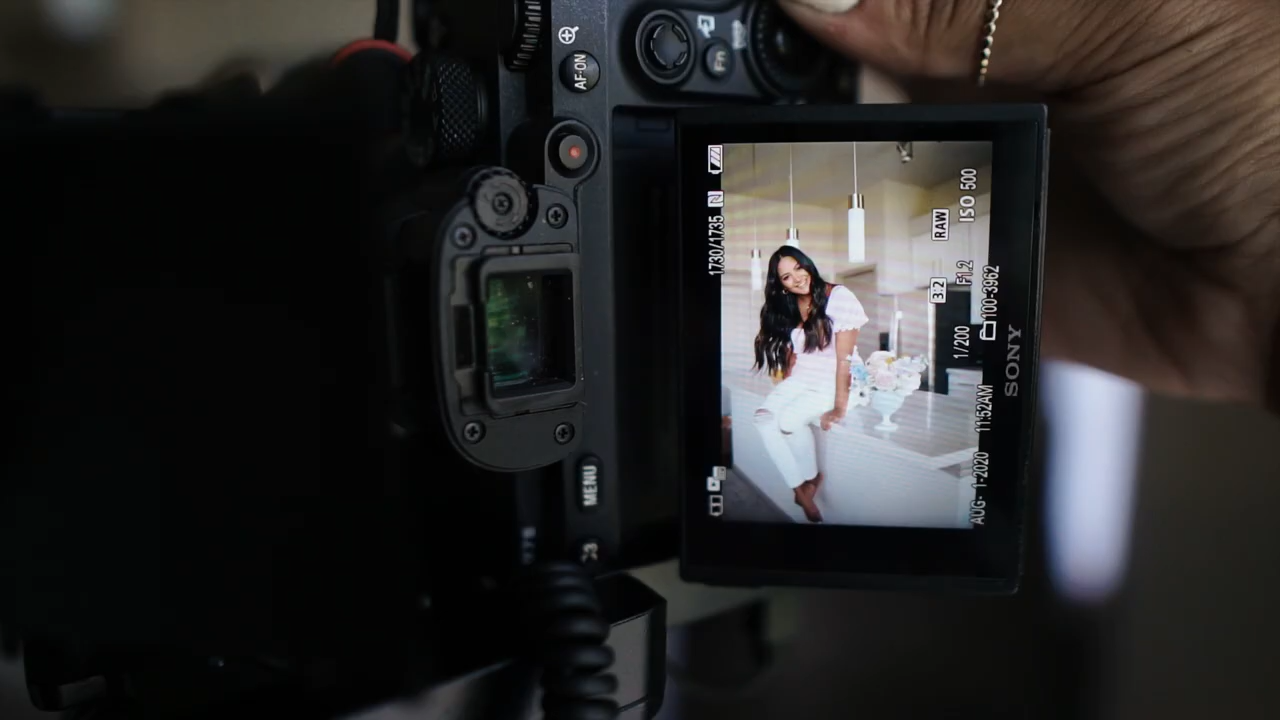 AF-ON
Fn
1730/1735
RAW
ISO 500
3:2
F1.2
1/200
100-3962
AUG- 1-2020 11:52AM
SONY
MENU
C3